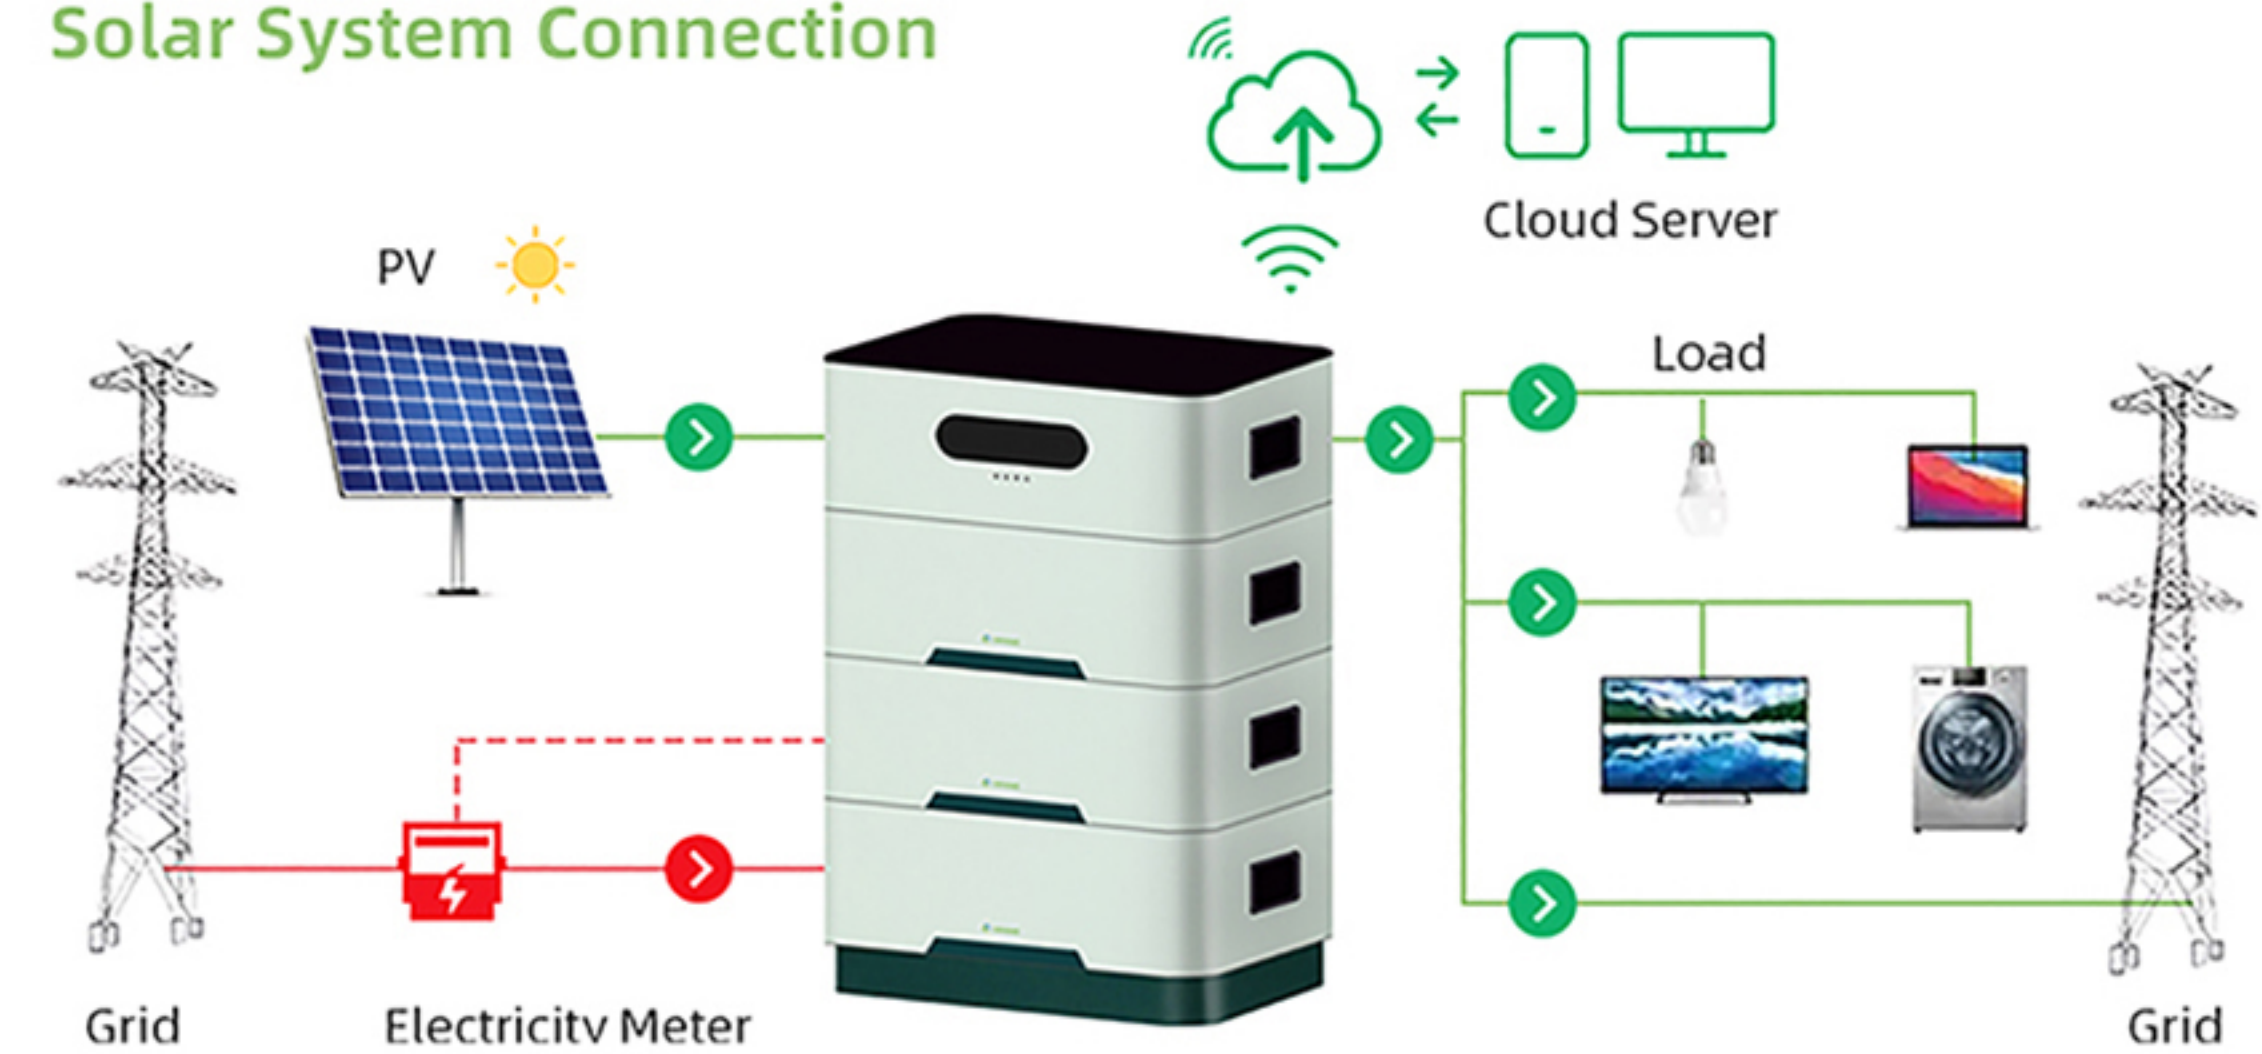 Solar System Connection
Cloud Server
PV
Load
Grid
Electricity Meter
Grid